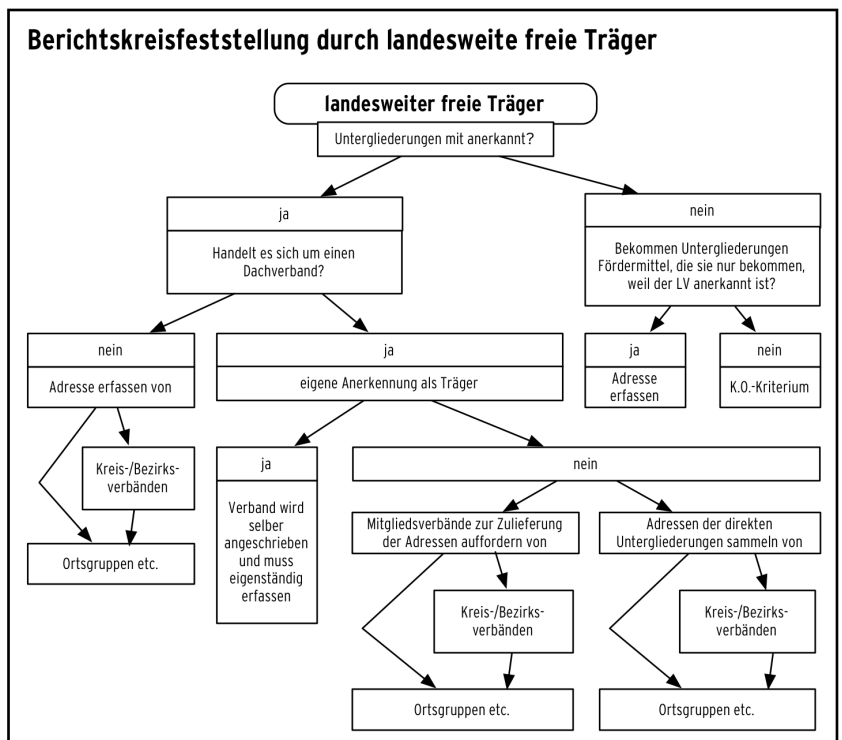 Berichtskreisfeststellung durch landesweite freie Träger
landesweiter freie Träger
Untergliederungen mit anerkannt?
ja
Handelt es sich um einen
Dachverband?
nein
Bekommen Untergliederungen
Fördermittel, die sie nur bekommen,
weil der LV anerkannt ist?
nein
Adresse erfassen von
ja
eigene Anerkennung als Träger
ja
Adresse
erfassen
nein
K.O.-Kriterium
Kreis-/Bezirks-
verbänden
Ortsgruppen etc.
ja
Verband wird
selber
angeschrieben
und muss
eigenständig
erfassen
nein
Mitgliedsverbände zur Zulieferung
der Adressen auffordern von
Adressen der direkten
Untergliederungen sammeln von
Kreis-/Bezirks-
verbänden
Kreis-/Bezirks-
verbänden
Ortsgruppen etc.
Ortsgruppen etc.